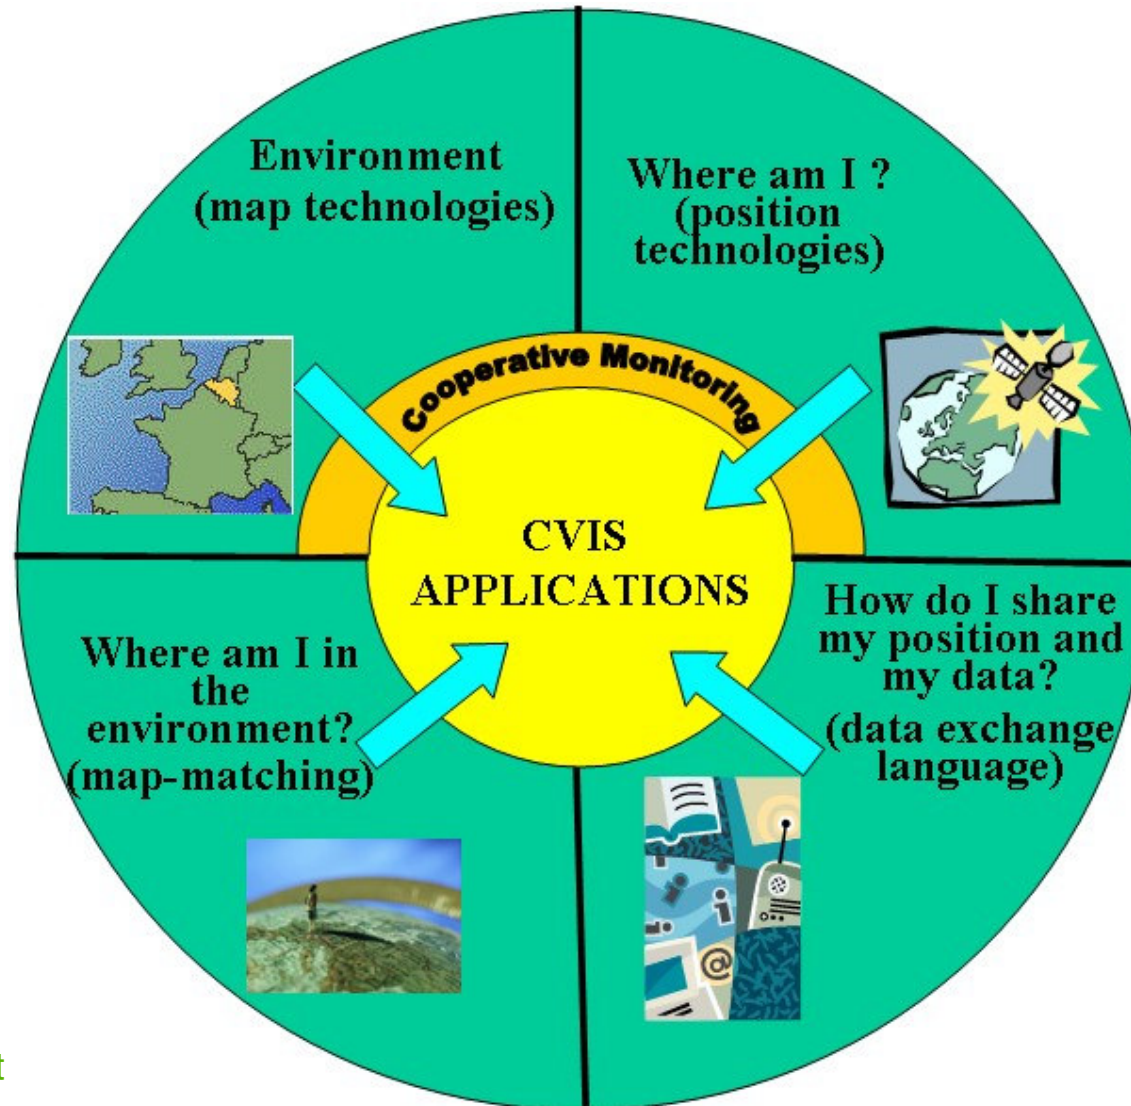 Environment
(map technologies)
Where am I ?
(position
technologies)
Cooperative Monitoring
CVIS
APPLICATIONS
Where am I in
the
environment?
(map-matching)
How do I share
my position and
my data?
(data exchange
language)
@
t